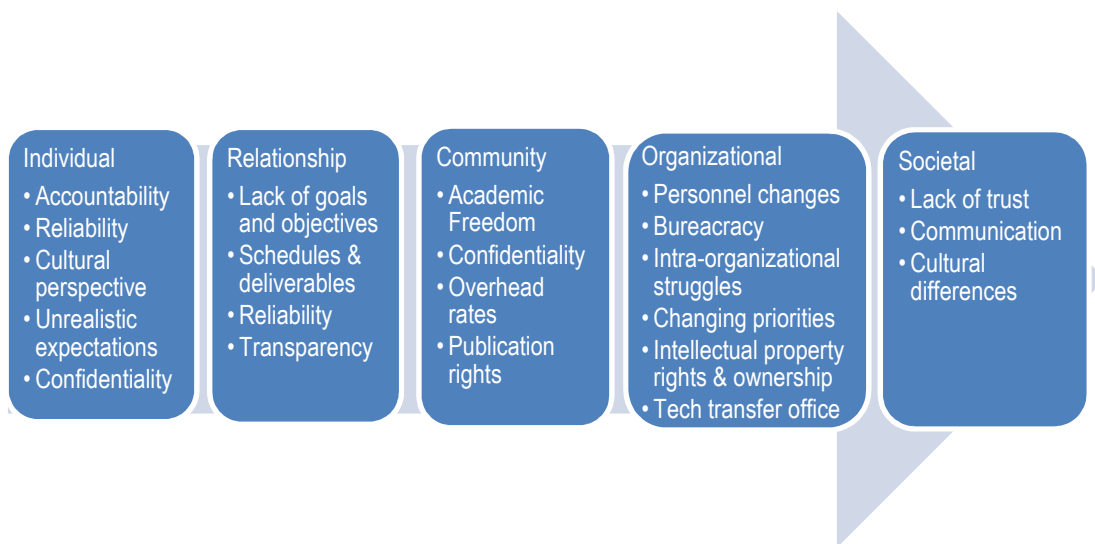 Individual
• Accountability
• Reliability
• Cultural
perspective
• Unrealistic
expectations
• Confidentiality
Relationship
• Lack of goals
and objectives
• Schedules &
deliverables
• Reliability
• Transparency
Community
• Academic
Freedom
• Confidentiality
• Overhead
rates
• Publication
rights
Organizational
• Personnel changes
• Bureacracy
• Intra-organizational
struggles
• Changing priorities
• Intellectual property
rights & ownership
• Tech transfer office
Societal
• Lack of trust
• Communication
• Cultural
differences